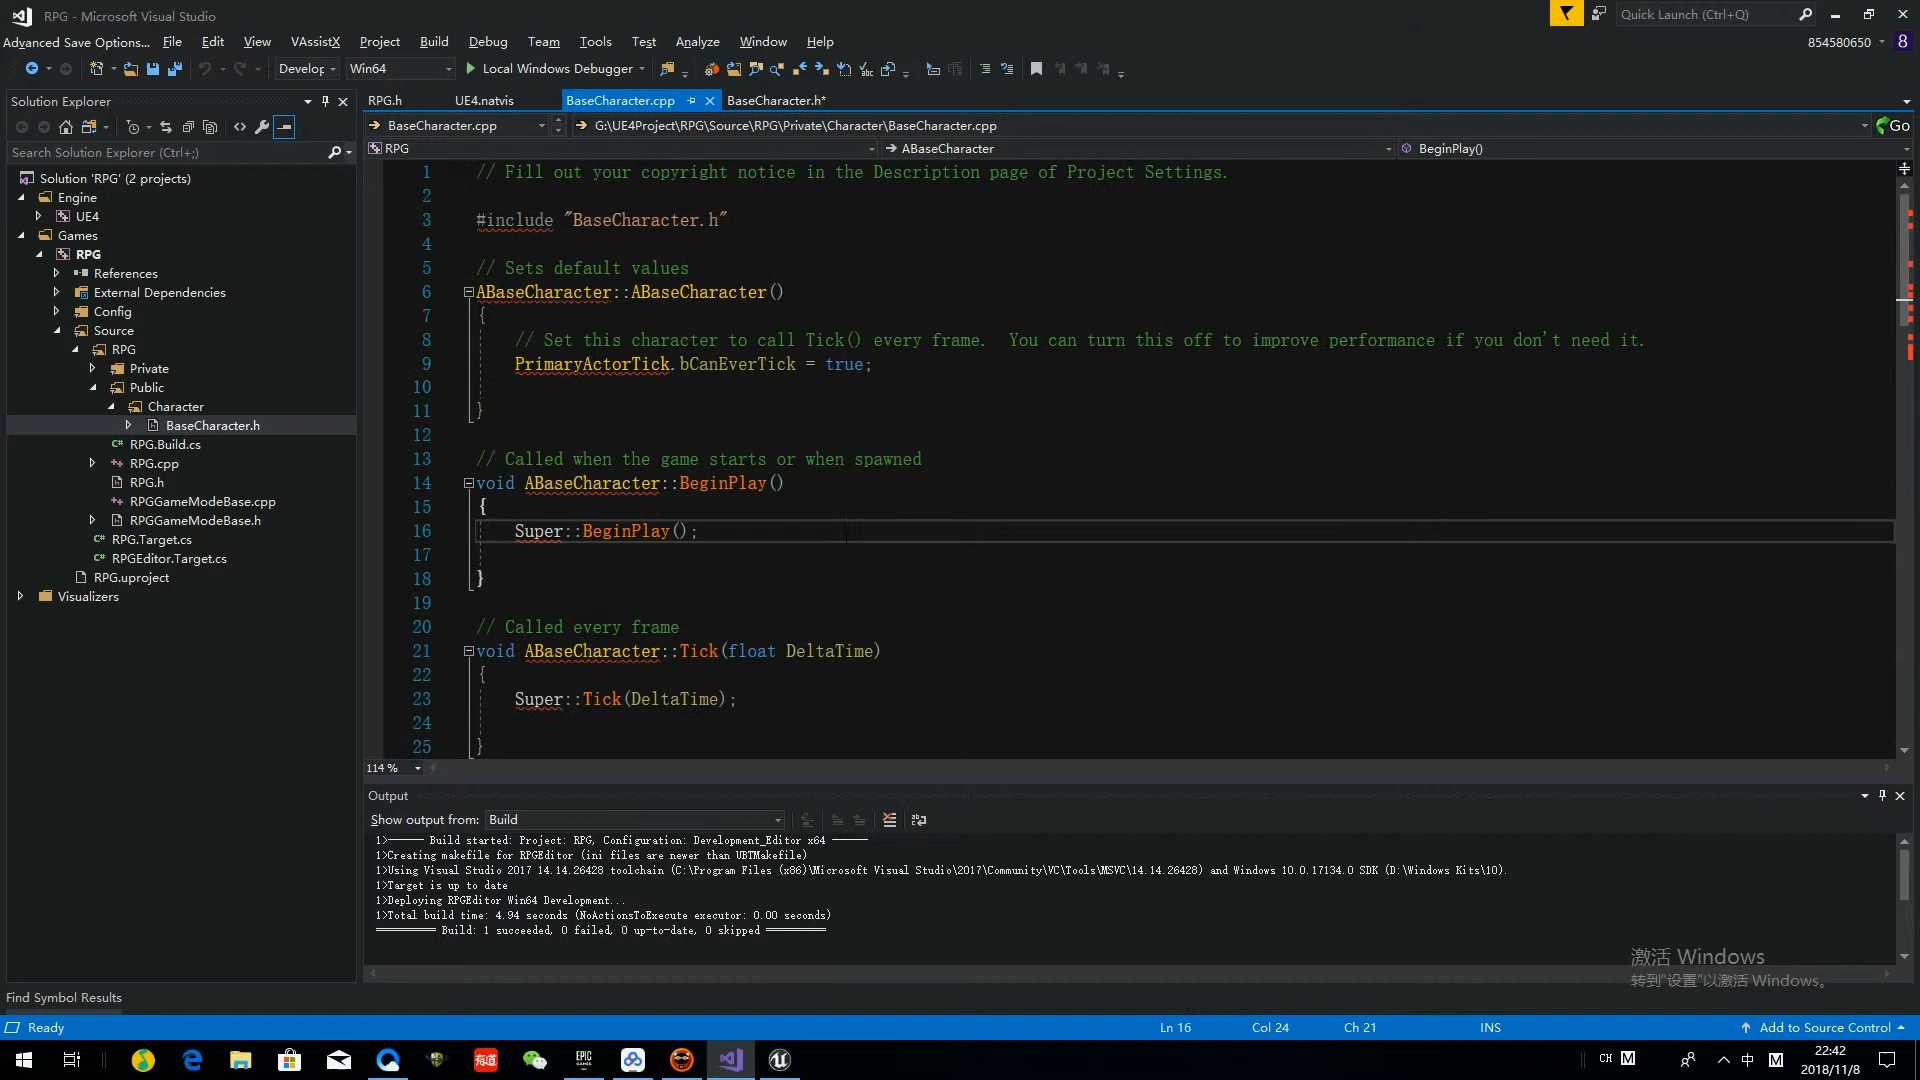 RPG - Microsoft Visual Studio
Quick Launch (Ctrl+Q)
Advanced Save Options... File Edit View VAssistX Project Build Debug Team Tools Test Analyze Window Help
854580650 8
Develop Win64 Local Windows Debugger
Solution Explorer
Search Solution Explorer (Ctrl+;)
Solution 'RPG' (2 projects)
Engine
UE4
Games
RPG
References
External Dependencies
Config
Source
RPG
Private
Public
Character
BaseCharacter.h
RPG.Build.cs
RPG.cpp
RPG.h
RPGGameModeBase.cpp
RPGGameModeBase.h
RPG.Target.cs
RPGEditor.Target.cs
RPG.uproject
Visualizers
RPG.h UE4.natvis BaseCharacter.cpp BaseCharacter.h*
BaseCharacter.cpp G:\UE4Project\RPG\Source\RPG\Private\Character\BaseCharacter.cpp Go
RPG ABaseCharacter BeginPlay()
1 // Fill out your copyright notice in the Description page of Project Settings.
2
3 #include "BaseCharacter.h"
4
5 // Sets default values
6 ABaseCharacter::ABaseCharacter()
7 {
8 // Set this character to call Tick() every frame.  You can turn this off to improve performance if you don't need it.
9 PrimaryActorTick.bCanEverTick = true;
10
11 }
12
13 // Called when the game starts or when spawned
14 void ABaseCharacter::BeginPlay()
15 {
16 Super::BeginPlay();
17
18 }
19
20 // Called every frame
21 void ABaseCharacter::Tick(float DeltaTime)
22 {
23 Super::Tick(DeltaTime);
24
25 }
114 %
Output
Show output from: Build
1>------ Build started: Project: RPG, Configuration: Development_Editor x64 ------
1>Creating makefile for RPGEditor (ini files are newer than UBTMakefile)
1>Using Visual Studio 2017 14.14.26428 toolchain (C:\Program Files (x86)\Microsoft Visual Studio\2017\Community\VC\Tools\MSVC\14.14.26428) and Windows 10.0.17134.0 SDK (D:\Windows Kits\10).
1>Target is up to date
1>Deploying RPGEditor Win64 Development...
1>Total build time: 4.94 seconds (NoActionsToExecute executor: 0.00 seconds)
========== Build: 1 succeeded, 0 failed, 0 up-to-date, 0 skipped ==========
激活 Windows
转到"设置"以激活 Windows。
Find Symbol Results
Ready Ln 16 Col 24 Ch 21 INS Add to Source Control
有道 EPIC GAMES CH M 中 M
22:42
2018/11/8